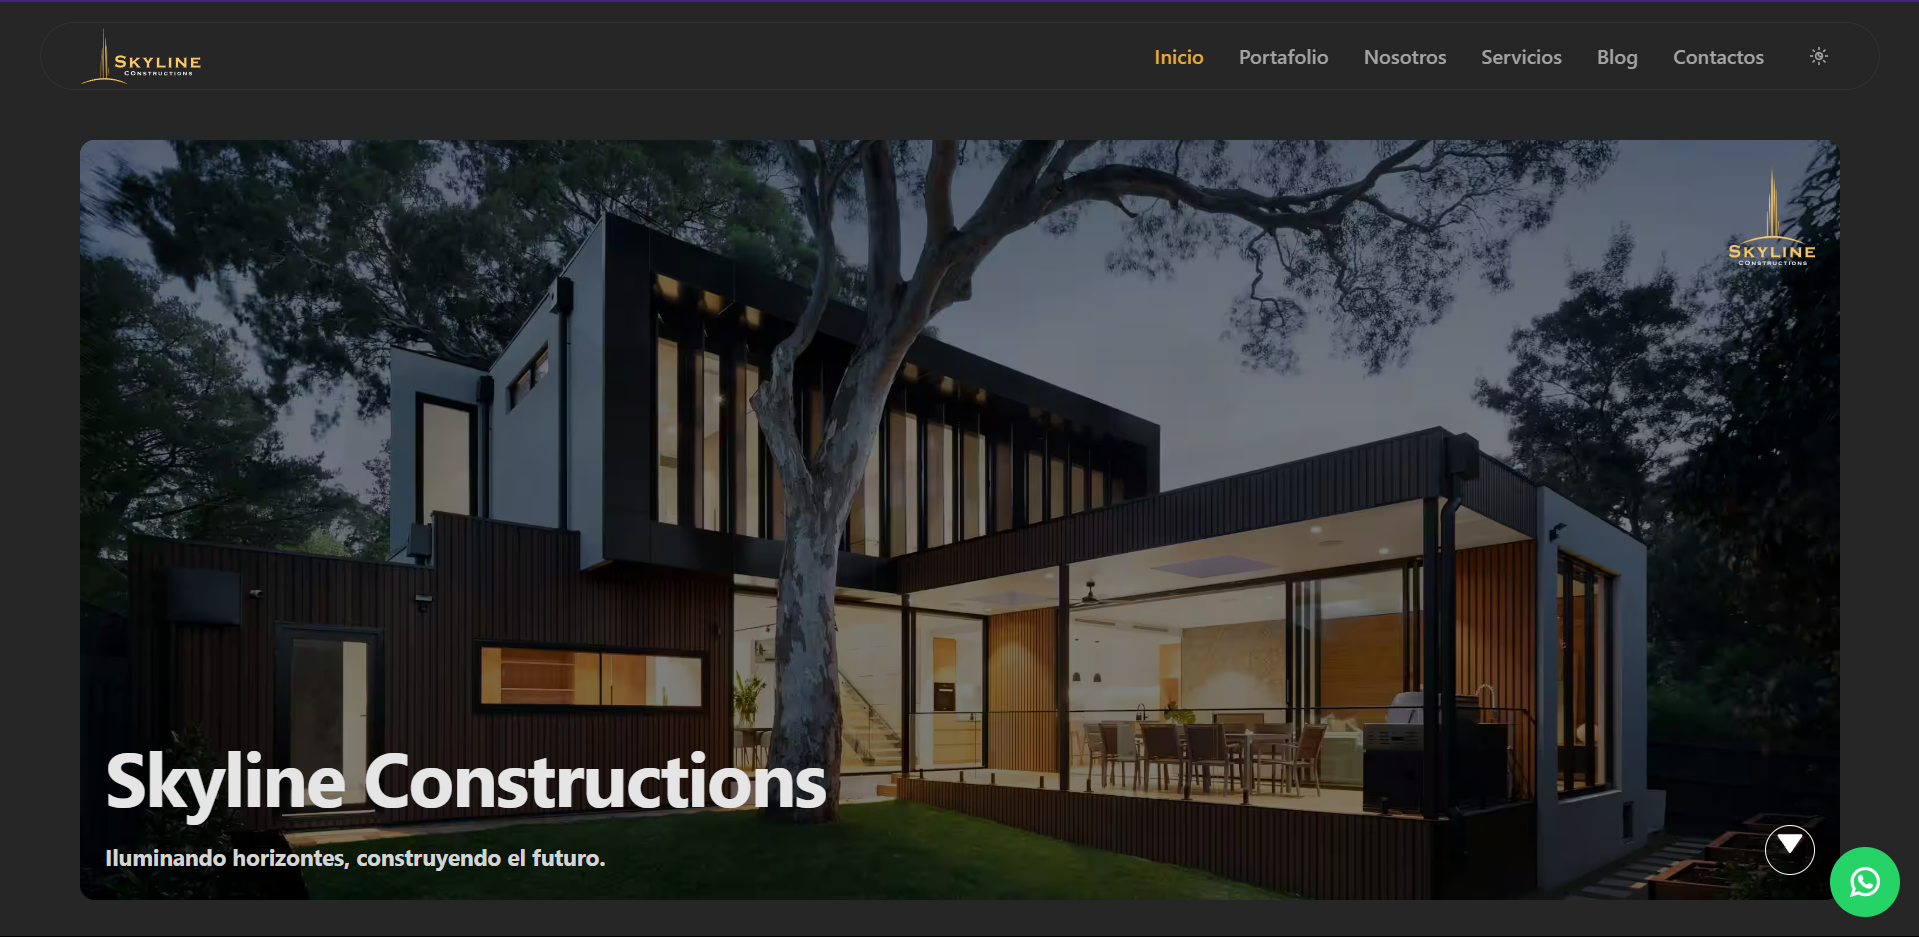 SKYLINE
CONSTRUCTIONS
Inicio
Portafolio
Nosotros
Servicios
Blog
Contactos
SKYLINE
CONSTRUCTIONS
Skyline Constructions
Iluminando horizontes, construyendo el futuro.